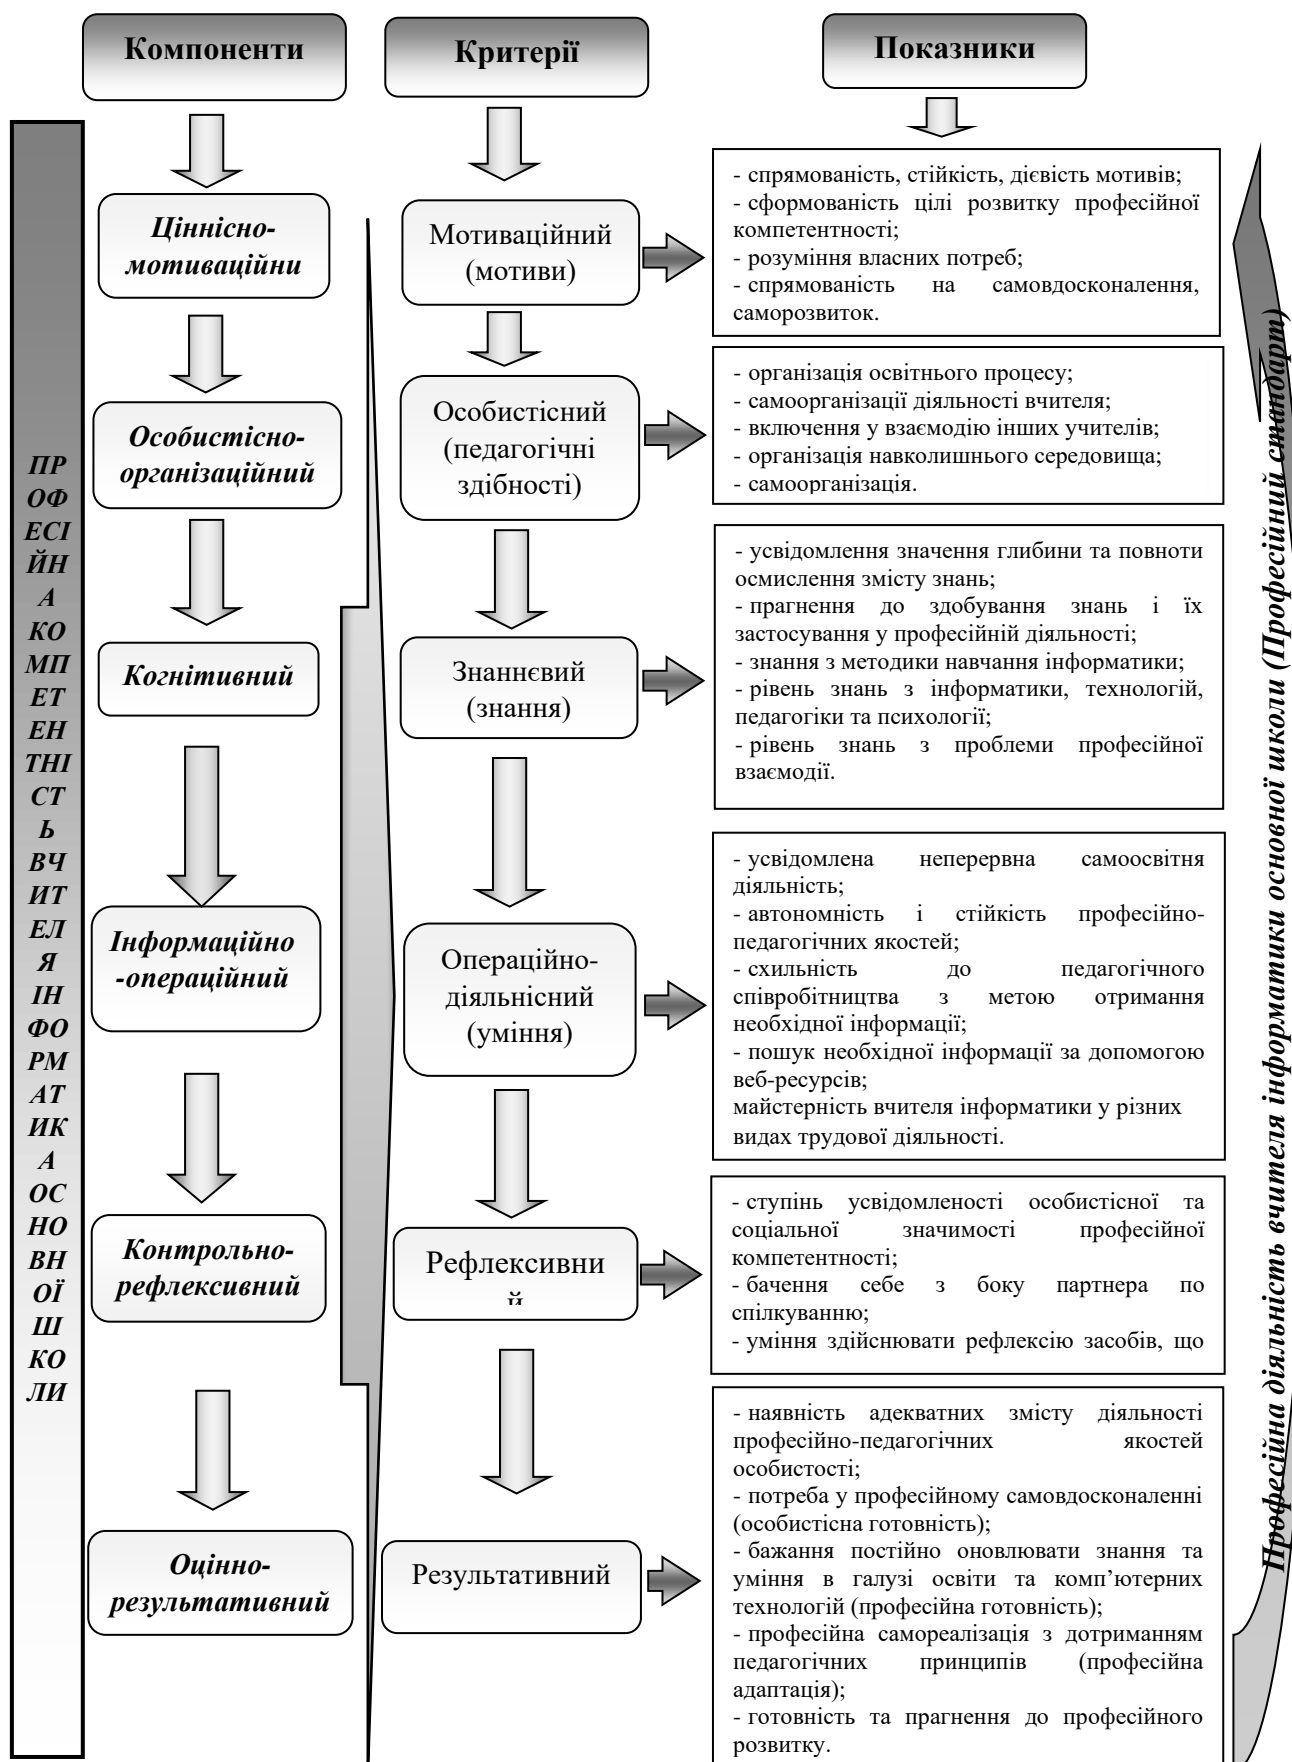 Компоненти
Критерії
Показники
ПР
ОФ
ЕСІ
ЙН
А
КО
МП
ЕТ
ЕН
ТНІ
СТ
Ь
ВЧ
ИТ
ЕЛ
Я
ІН
ФО
РМ
АТ
ИК
А
ОС
НО
ВН
ОЇ
Ш
КО
ЛИ
Ціннісно-
мотиваційни
Мотиваційний
(мотиви)
- спрямованість, стійкість, дієвість мотивів;
- сформованість цілі розвитку професійної
компетентності;
- розуміння власних потреб;
- спрямованість на самовдосконалення,
саморозвиток.
Особистісно-
організаційний
Особистісний
(педагогічні
здібності)
- організація освітнього процесу;
- самоорганізації діяльності вчителя;
- включення у взаємодію інших учителів;
- організація навколишнього середовища;
- самоорганізація.
Когнітивний
Знаннєвий
(знання)
- усвідомлення значення глибини та повноти
осмислення змісту знань;
- прагнення до здобування знань і їх
застосування у професійній діяльності;
- знання з методики навчання інформатики;
- рівень знань з інформатики, технологій,
педагогіки та психології;
- рівень знань з проблеми професійної
взаємодії.
Інформаційно
-операційний
Операційно-
діяльнісний
(уміння)
- усвідомлена неперервна самоосвітня
діяльність;
- автономність і стійкість професійно-
педагогічних якостей;
- схильність до педагогічного
співробітництва з метою отримання
необхідної інформації;
- пошук необхідної інформації за допомогою
веб-ресурсів;
майстерність вчителя інформатики у різних
видах трудової діяльності.
Контрольно-
рефлексивний
Рефлексивни
й
- ступінь усвідомленості особистісної та
соціальної значимості професійної
компетентності;
- бачення себе з боку партнера по
спілкуванню;
- уміння здійснювати рефлексію засобів, що
Оцінно-
результативний
Результативний
- наявність адекватних змісту діяльності
професійно-педагогічних якостей
особистості;
- потреба у професійному самовдосконаленні
(особистісна готовність);
- бажання постійно оновлювати знання та
уміння в галузі освіти та комп’ютерних
технологій (професійна готовність);
- професійна самореалізація з дотриманням
педагогічних принципів (професійна
адаптація);
- готовність та прагнення до професійного
розвитку.
Професійна діяльність вчителя інформатики основної школи (Професійний стандарт)